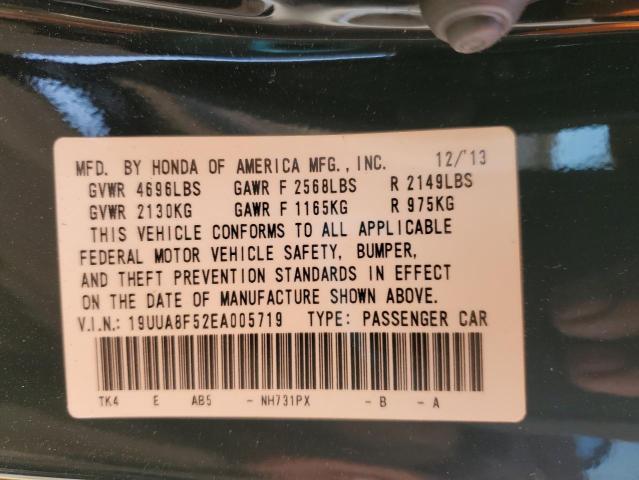 MFD. BY HONDA OF AMERICA MFG., INC. 12/'13
GVWR 4696LBS GAWR F 2568LBS R 2149LBS
GVWR 2130KG GAWR F 1165KG R 975KG
THIS VEHICLE CONFORMS TO ALL APPLICABLE
FEDERAL MOTOR VEHICLE SAFETY, BUMPER,
AND THEFT PREVENTION STANDARDS IN EFFECT
ON THE DATE OF MANUFACTURE SHOWN ABOVE.
V.I.N.: 19UUA8F52EA005719 TYPE: PASSENGER CAR
TK4 E AB5 - NH731PX - B - A